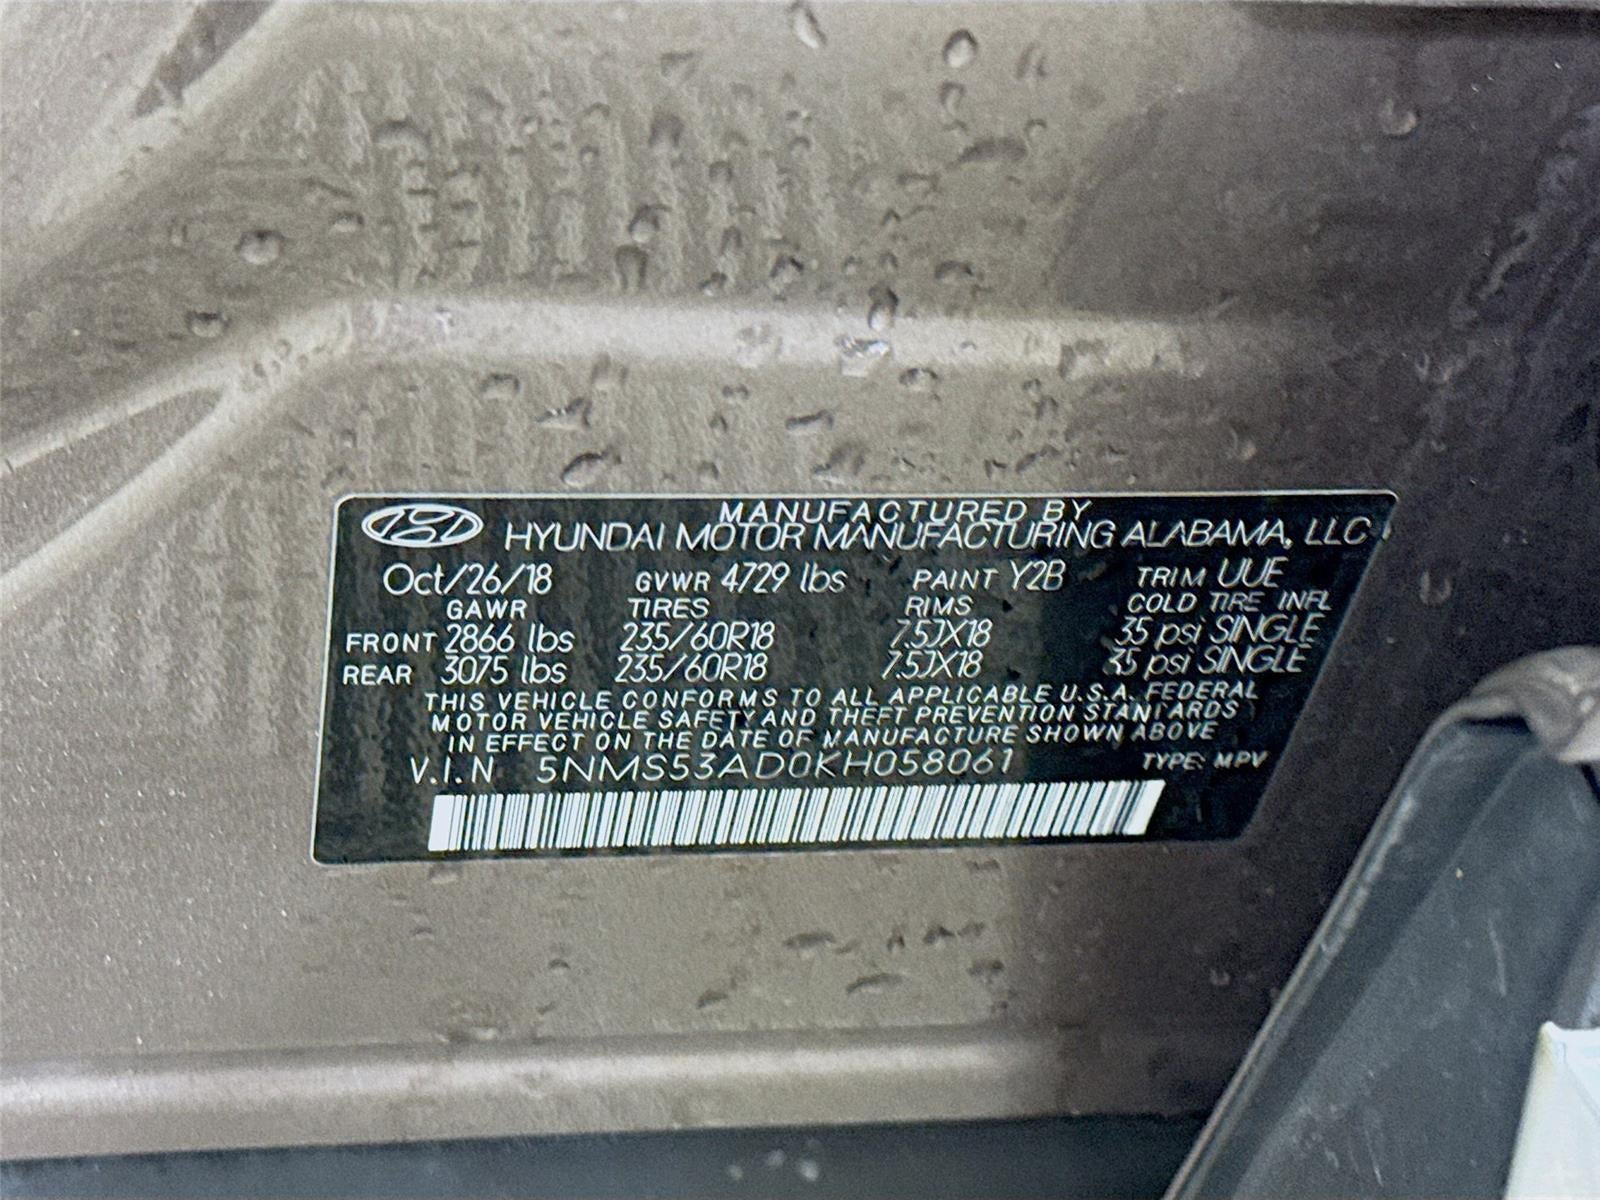 MANUFACTURED BY
HYUNDAI MOTOR MANUFACTURING ALABAMA, LLC
Oct/26/18 GVWR 4729 lbs PAINT Y2B TRIM UUE
GAWR TIRES RIMS COLD TIRE INFL
FRONT 2866 lbs 235/60R18 7.5JX18 35 psi SINGLE
REAR 3075 lbs 235/60R18 7.5JX18 35 psi SINGLE
THIS VEHICLE CONFORMS TO ALL APPLICABLE U.S.A. FEDERAL
MOTOR VEHICLE SAFETY AND THEFT PREVENTION STANDARDS
IN EFFECT ON THE DATE OF MANUFACTURE SHOWN ABOVE
V.I.N 5NMS53AD0KH058061 TYPE: MPV